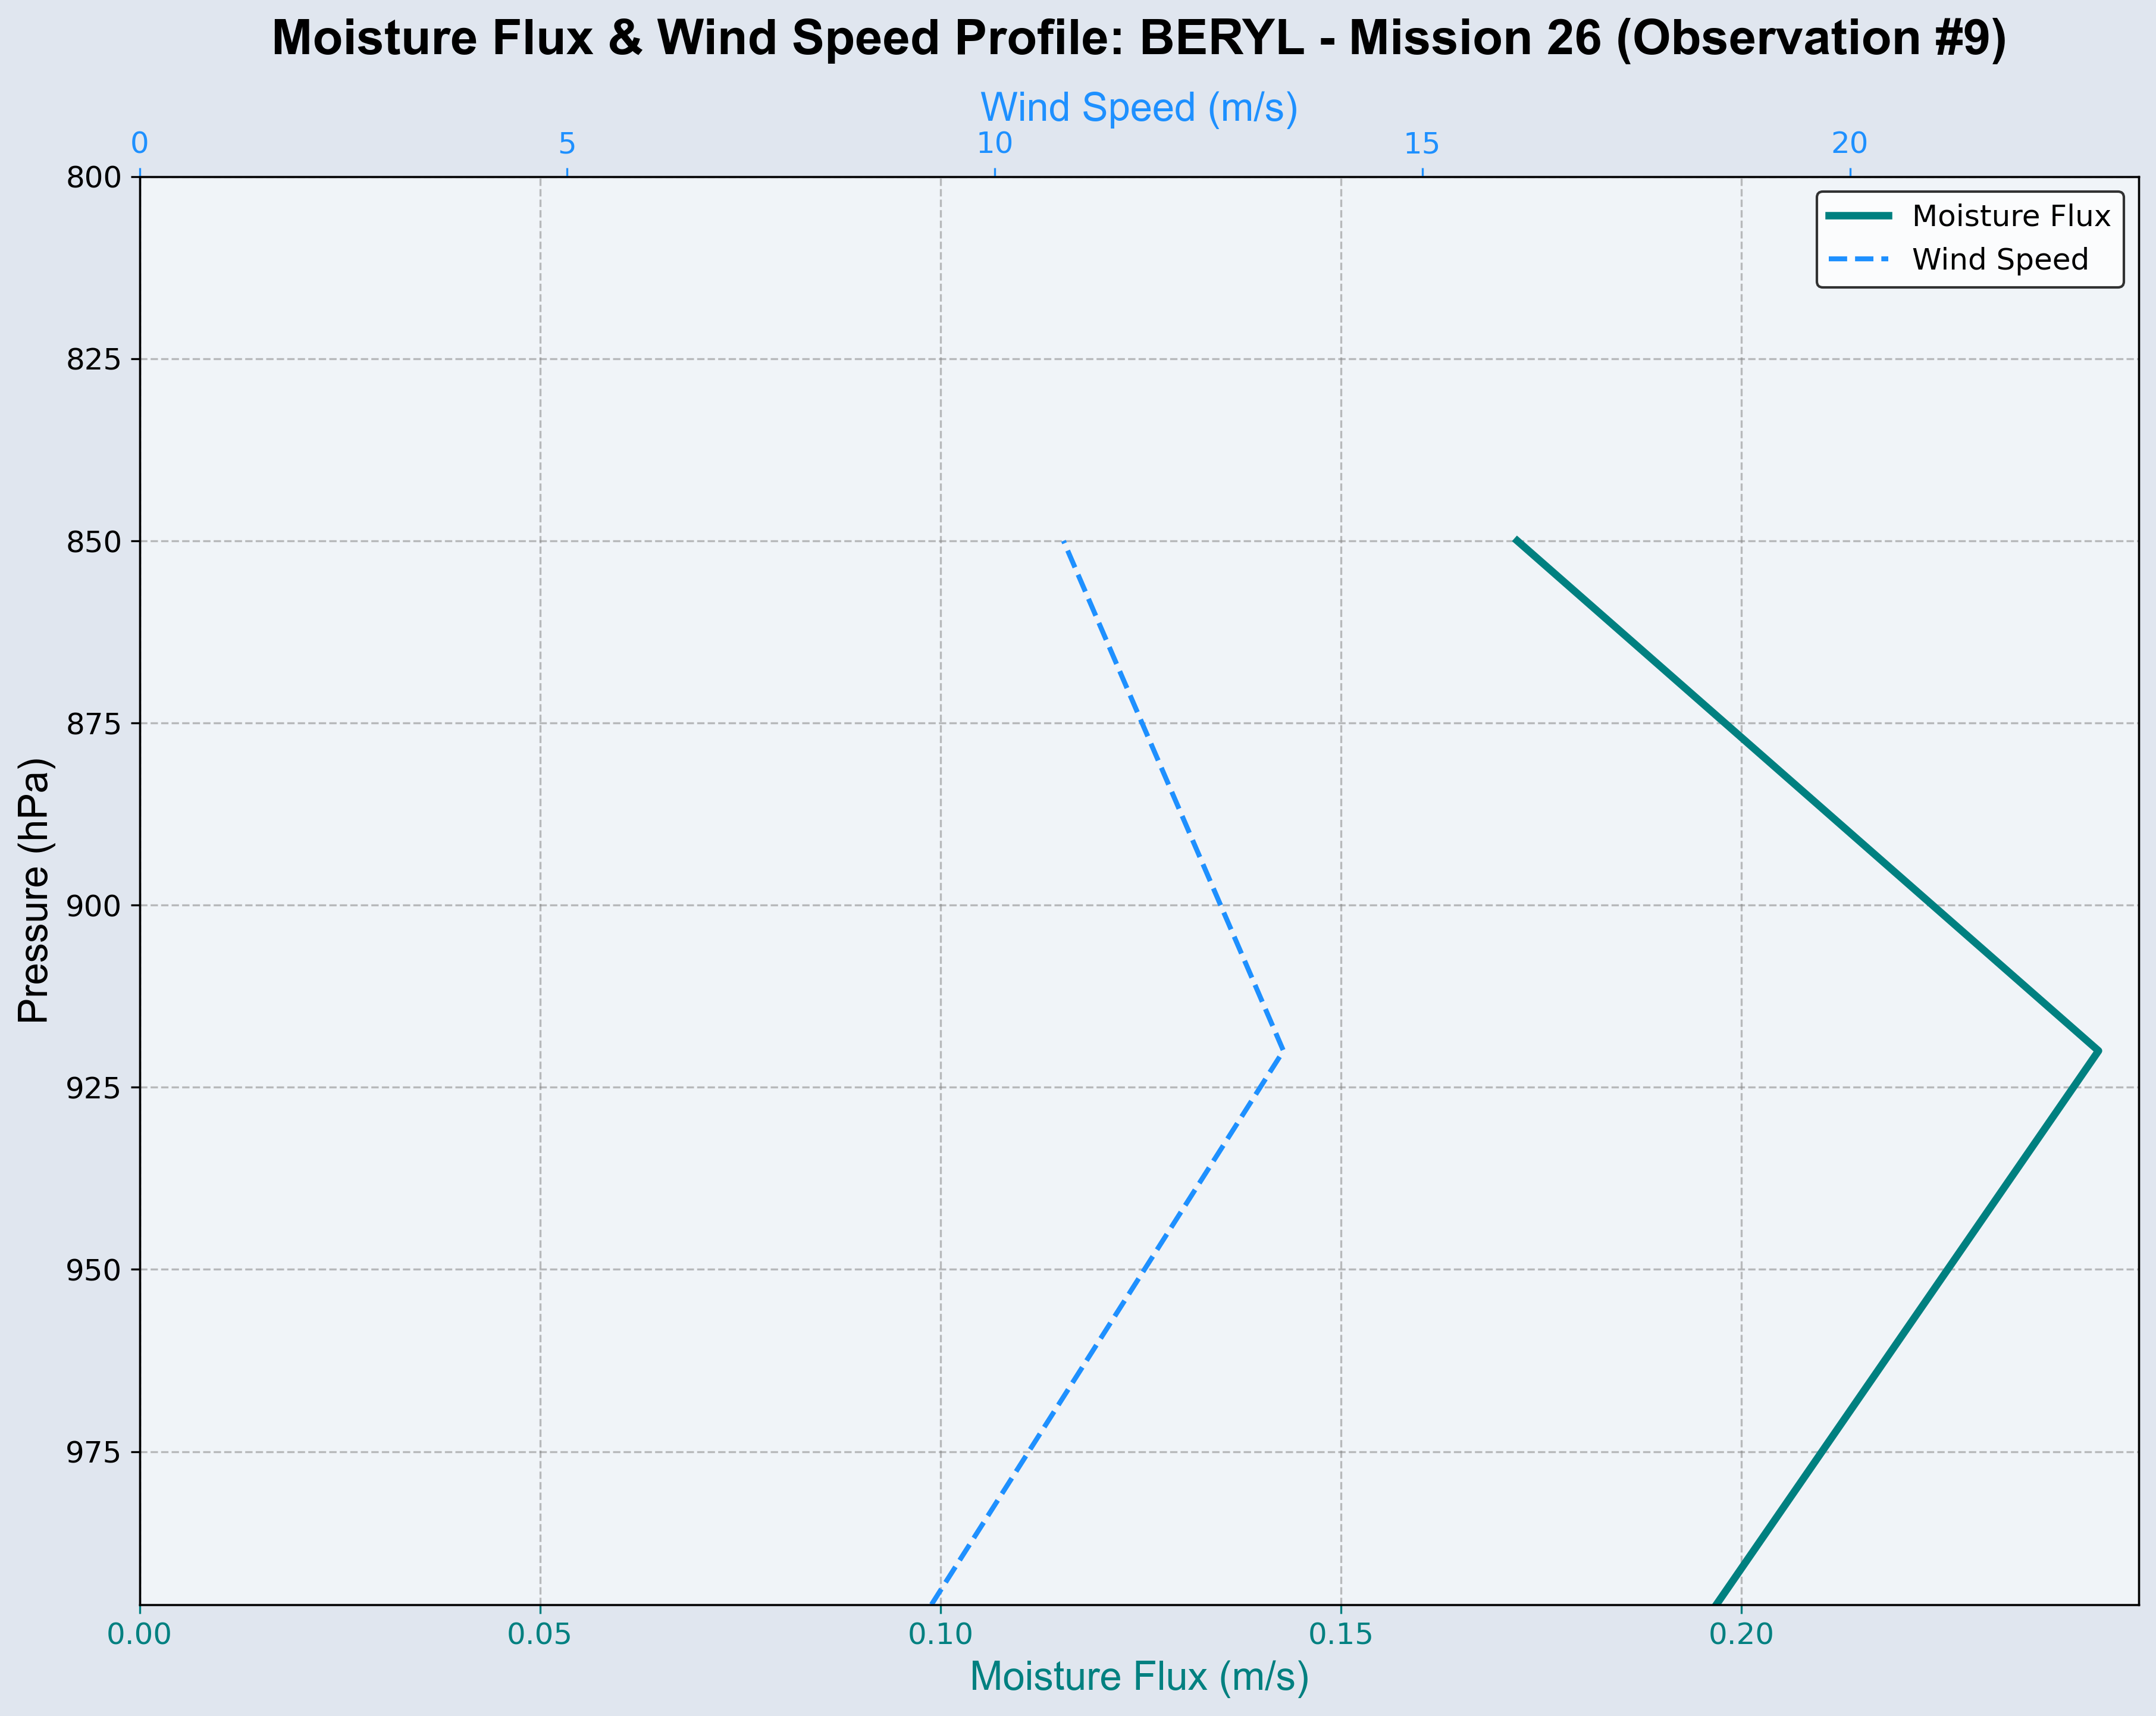 Moisture Flux & Wind Speed Profile: BERYL - Mission 26 (Observation #9)
Wind Speed (m/s)
0 5 10 15 20
Moisture Flux
Wind Speed
800
825
850
875
900
925
950
975
Pressure (hPa)
0.00 0.05 0.10 0.15 0.20
Moisture Flux (m/s)